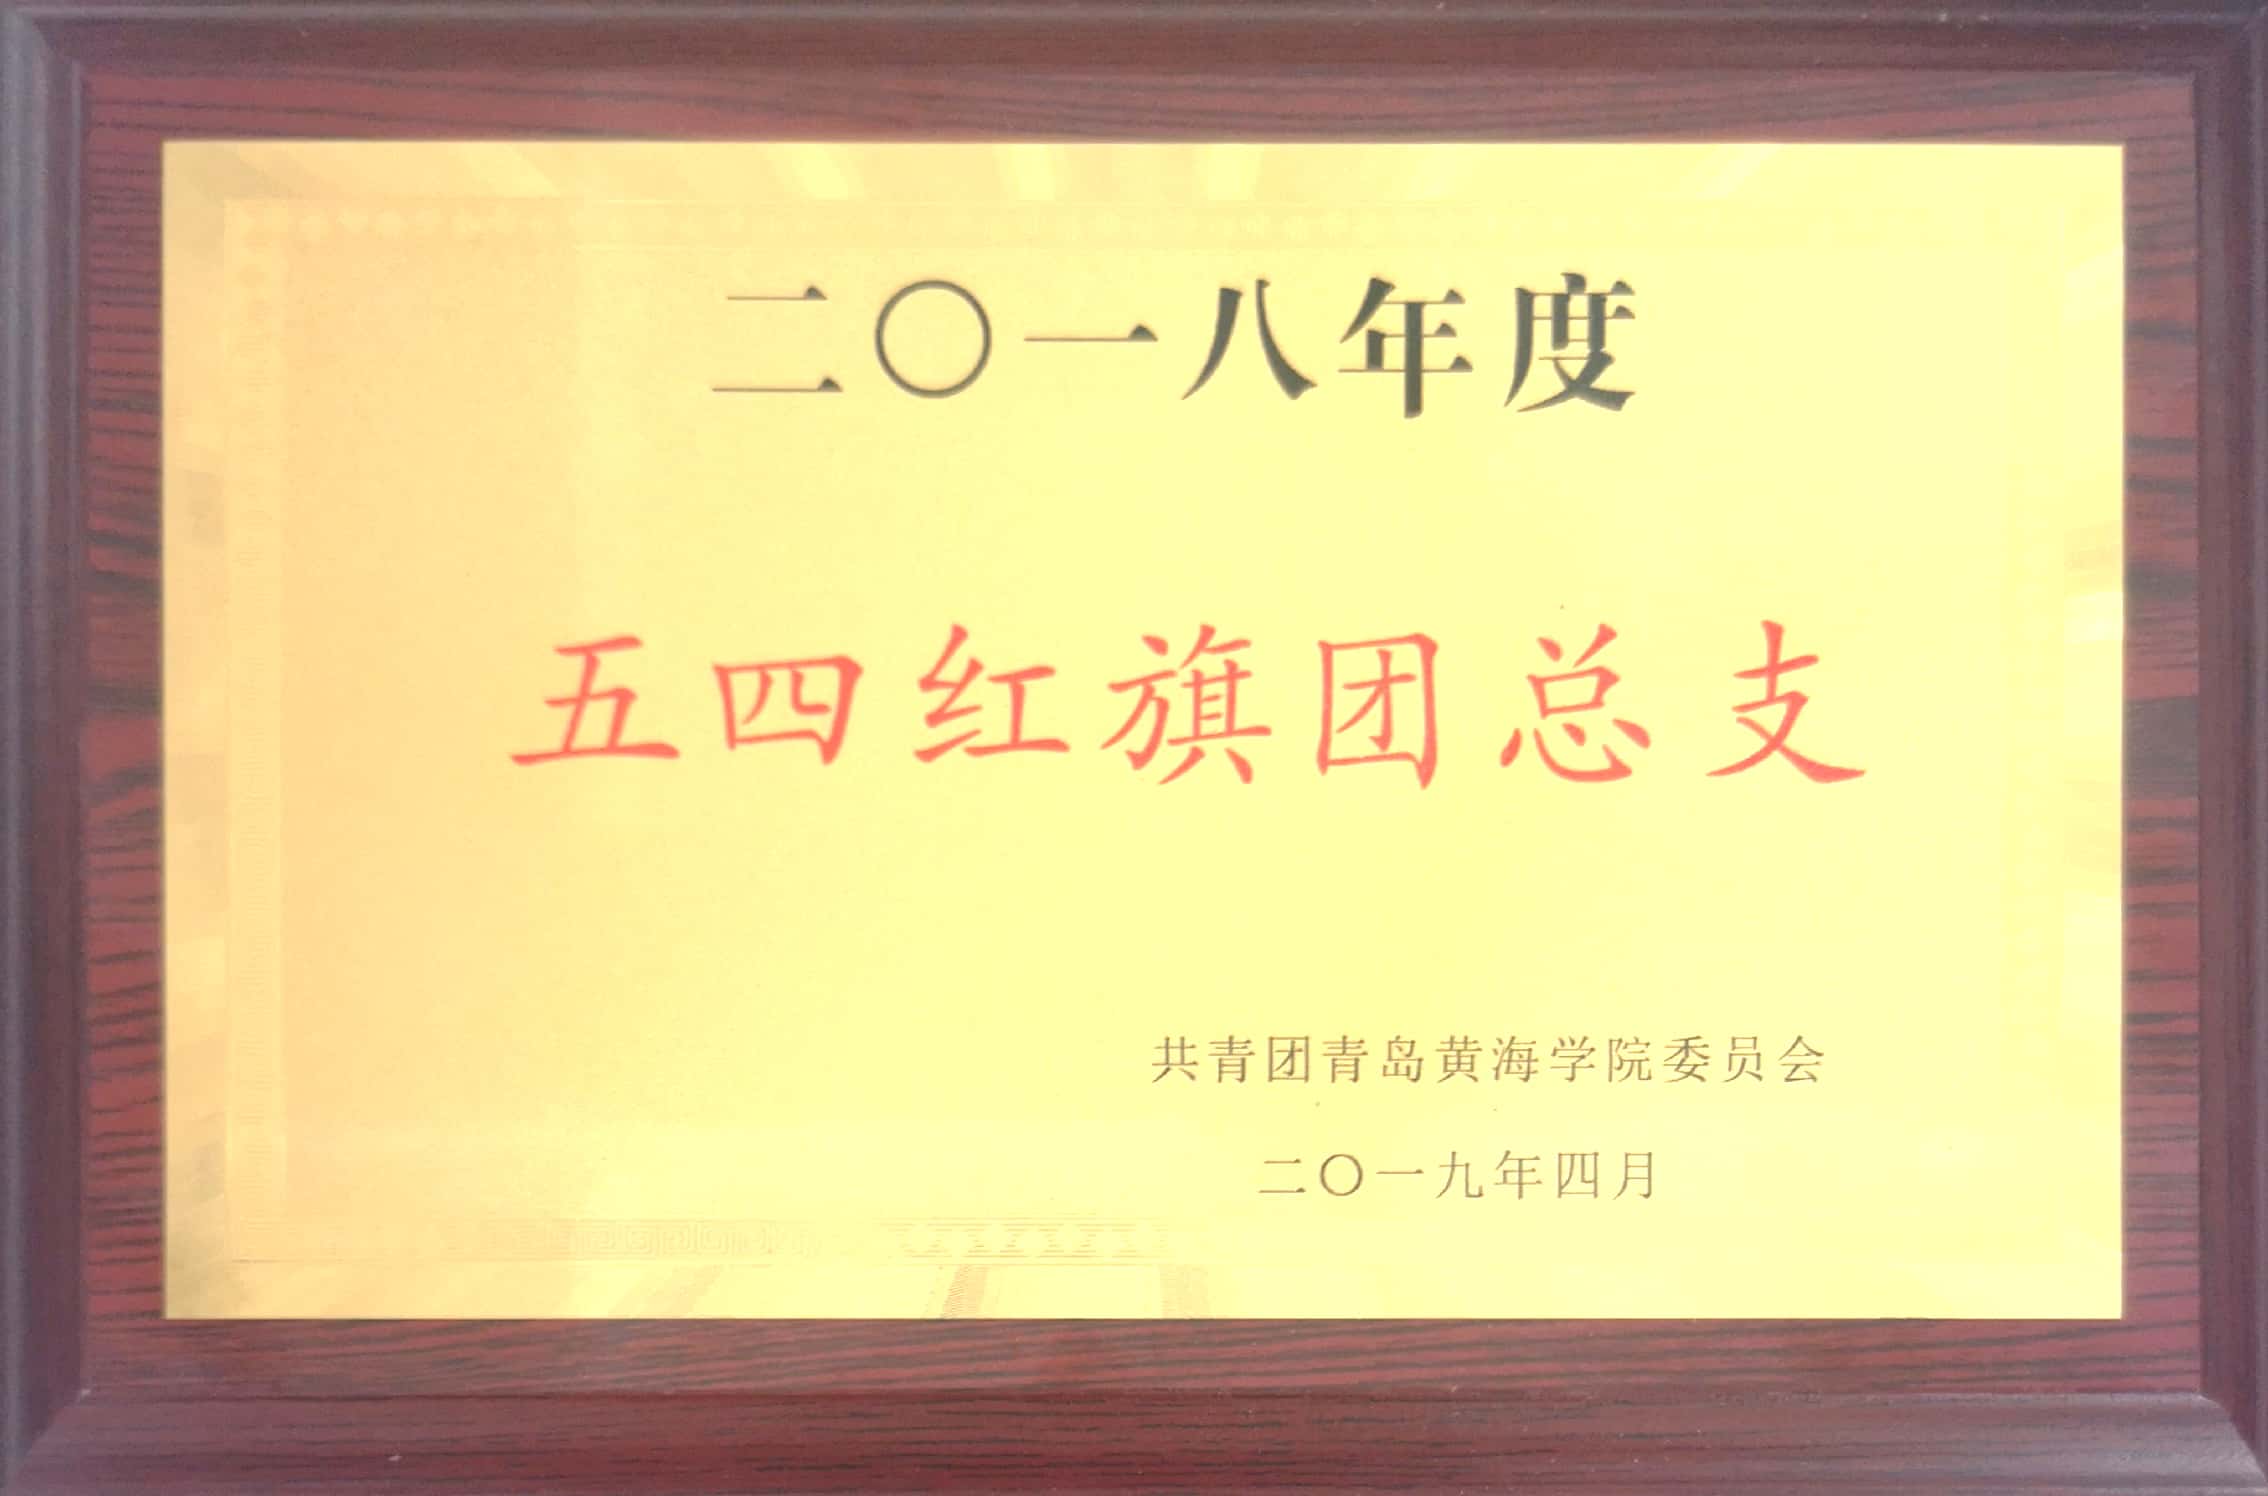 二〇一八年度
五四红旗团总支
共青团青岛黄海学院委员会
二〇一九年四月